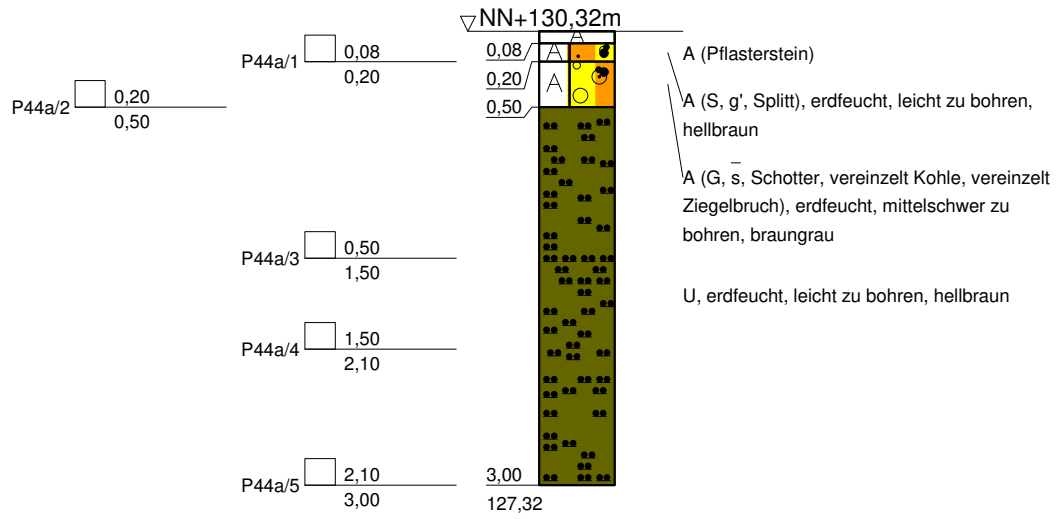 NN+130,32m
A
P44a/1
0,08
0,20
0,08
A
A (Pflasterstein)
P44a/2
0,20
0,50
0,20
A
0,50
A (S, g', Splitt), erdfeucht, leicht zu bohren,
hellbraun
A (G, s̅, Schotter, vereinzelt Kohle, vereinzelt
Ziegelbruch), erdfeucht, mittelschwer zu
bohren, braungrau
P44a/3
0,50
1,50
U, erdfeucht, leicht zu bohren, hellbraun
P44a/4
1,50
2,10
P44a/5
2,10
3,00
3,00
127,32